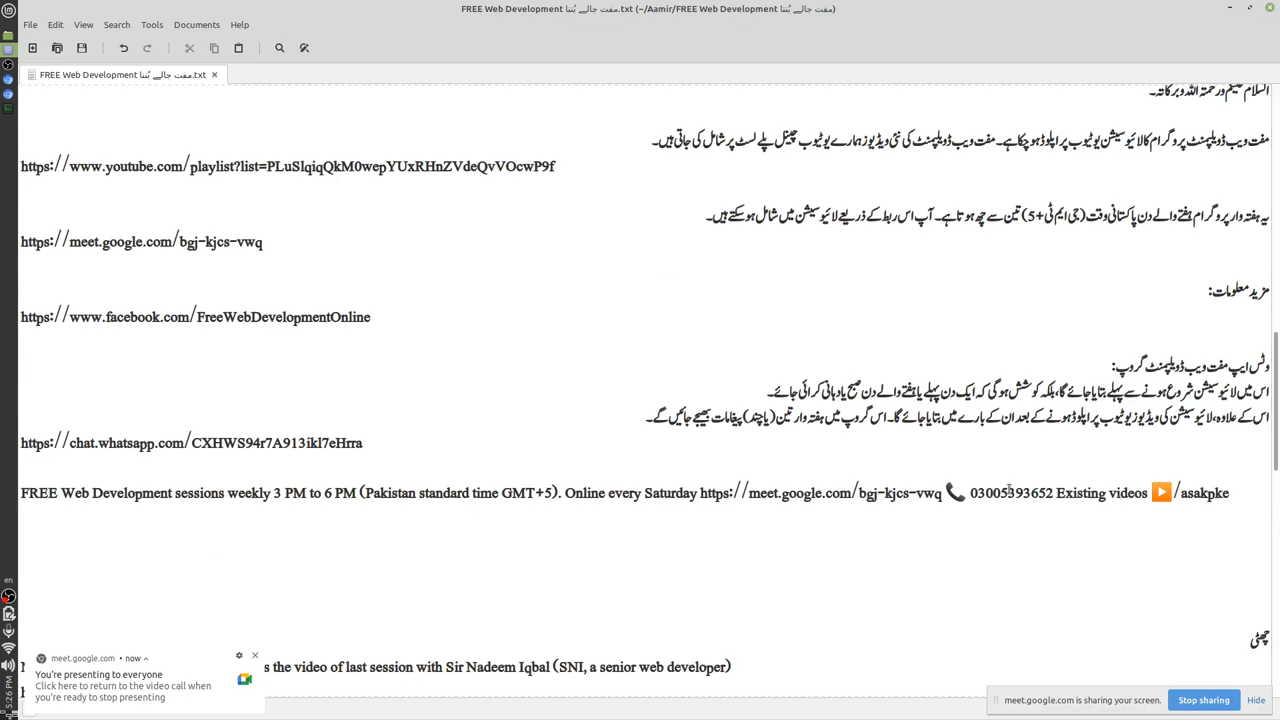 FREE Web Development مفت جالے بُننا.txt (~/Aamir/FREE Web Development مفت جالے بُننا)
File Edit View Search Tools Documents Help
FREE Web Development مفت جالے بُننا.txt
السلام علیکم ورحمتہ اللہ وبرکاتہ۔
مفت ویب ڈویلپمنٹ پروگرام کا لائیو سیشن یوٹیوب پر اپلوڈ ہوچکا ہے۔ مفت ویب ڈویلپمنٹ کی نئی ویڈیوز ہمارے یوٹیوب چینل پلے لسٹ پر شامل کی جاتی ہیں۔
https://www.youtube.com/playlist?list=PLuSlqiqQkM0wepYUxRHnZVdeQvVOcwP9f
یہ ہفتہ وار پروگرام ہفتے والے دن پاکستانی وقت (جی ایم ٹی +5) تین سے چھ ہوتا ہے۔ آپ اس ربط کے ذریعے لائیو سیشن میں شامل ہوسکتے ہیں۔
https://meet.google.com/bgj-kjcs-vwq
مزید معلومات:
https://www.facebook.com/FreeWebDevelopmentOnline
وٹس ایپ مفت ویب ڈویلپمنٹ گروپ:
اس میں لائیو سیشن شروع ہونے سے پہلے بتایا جائے گا، بلکہ کوشش ہوگی کہ ایک دن پہلے یا ہفتے والے دن صبح یاد دہانی کرائی جائے۔
اس کے علاوہ، لائیو سیشن کی ویڈیوز یوٹیوب پر اپلوڈ ہونے کے بعد ان کے بارے میں بتایا جائے گا۔ اس گروپ میں ہفتہ وار تین (یا چند) پیغامات بھیجے جائیں گے۔
https://chat.whatsapp.com/CXHWS94r7A913ikl7eHrra
FREE Web Development sessions weekly 3 PM to 6 PM (Pakistan standard time GMT+5). Online every Saturday https://meet.google.com/bgj-kjcs-vwq 📞 03005393652 Existing videos ▶️/asakpke
چھٹی
s the video of last session with Sir Nadeem Iqbal (SNI, a senior web developer)
meet.google.com • now
You're presenting to everyone
Click here to return to the video call when
you're ready to stop presenting
meet.google.com is sharing your screen. Stop sharing Hide
en
5:26 PM